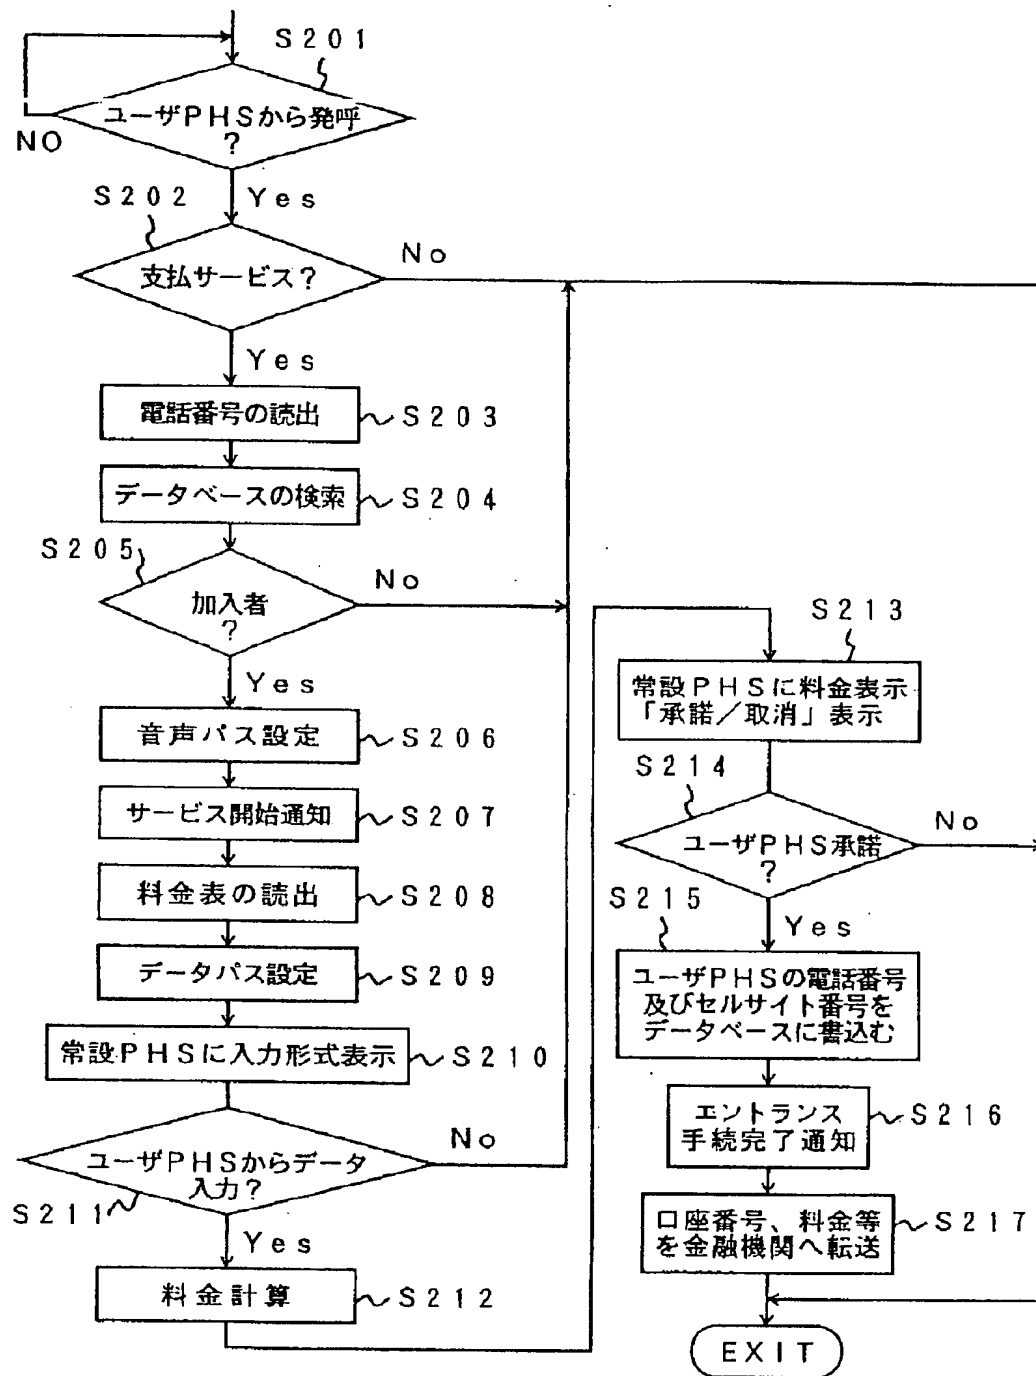 S201
ユーザPHSから発呼
?
NO
Yes
S202
支払サービス?
No
Yes
電話番号の読出
S203
データベースの検索
S204
S205
加入者
?
No
Yes
音声パス設定
S206
サービス開始通知
S207
料金表の読出
S208
データパス設定
S209
常設PHSに入力形式表示
S210
ユーザPHSからデータ
入力?
No
S211
Yes
料金計算
S212
S213
常設PHSに料金表示
「承諾/取消」表示
S214
ユーザPHS承諾
?
No
S215
Yes
ユーザPHSの電話番号
及びセルサイト番号を
データベースに書込む
エントランス
手続完了通知
S216
口座番号、料金等
を金融機関へ転送
S217
EXIT